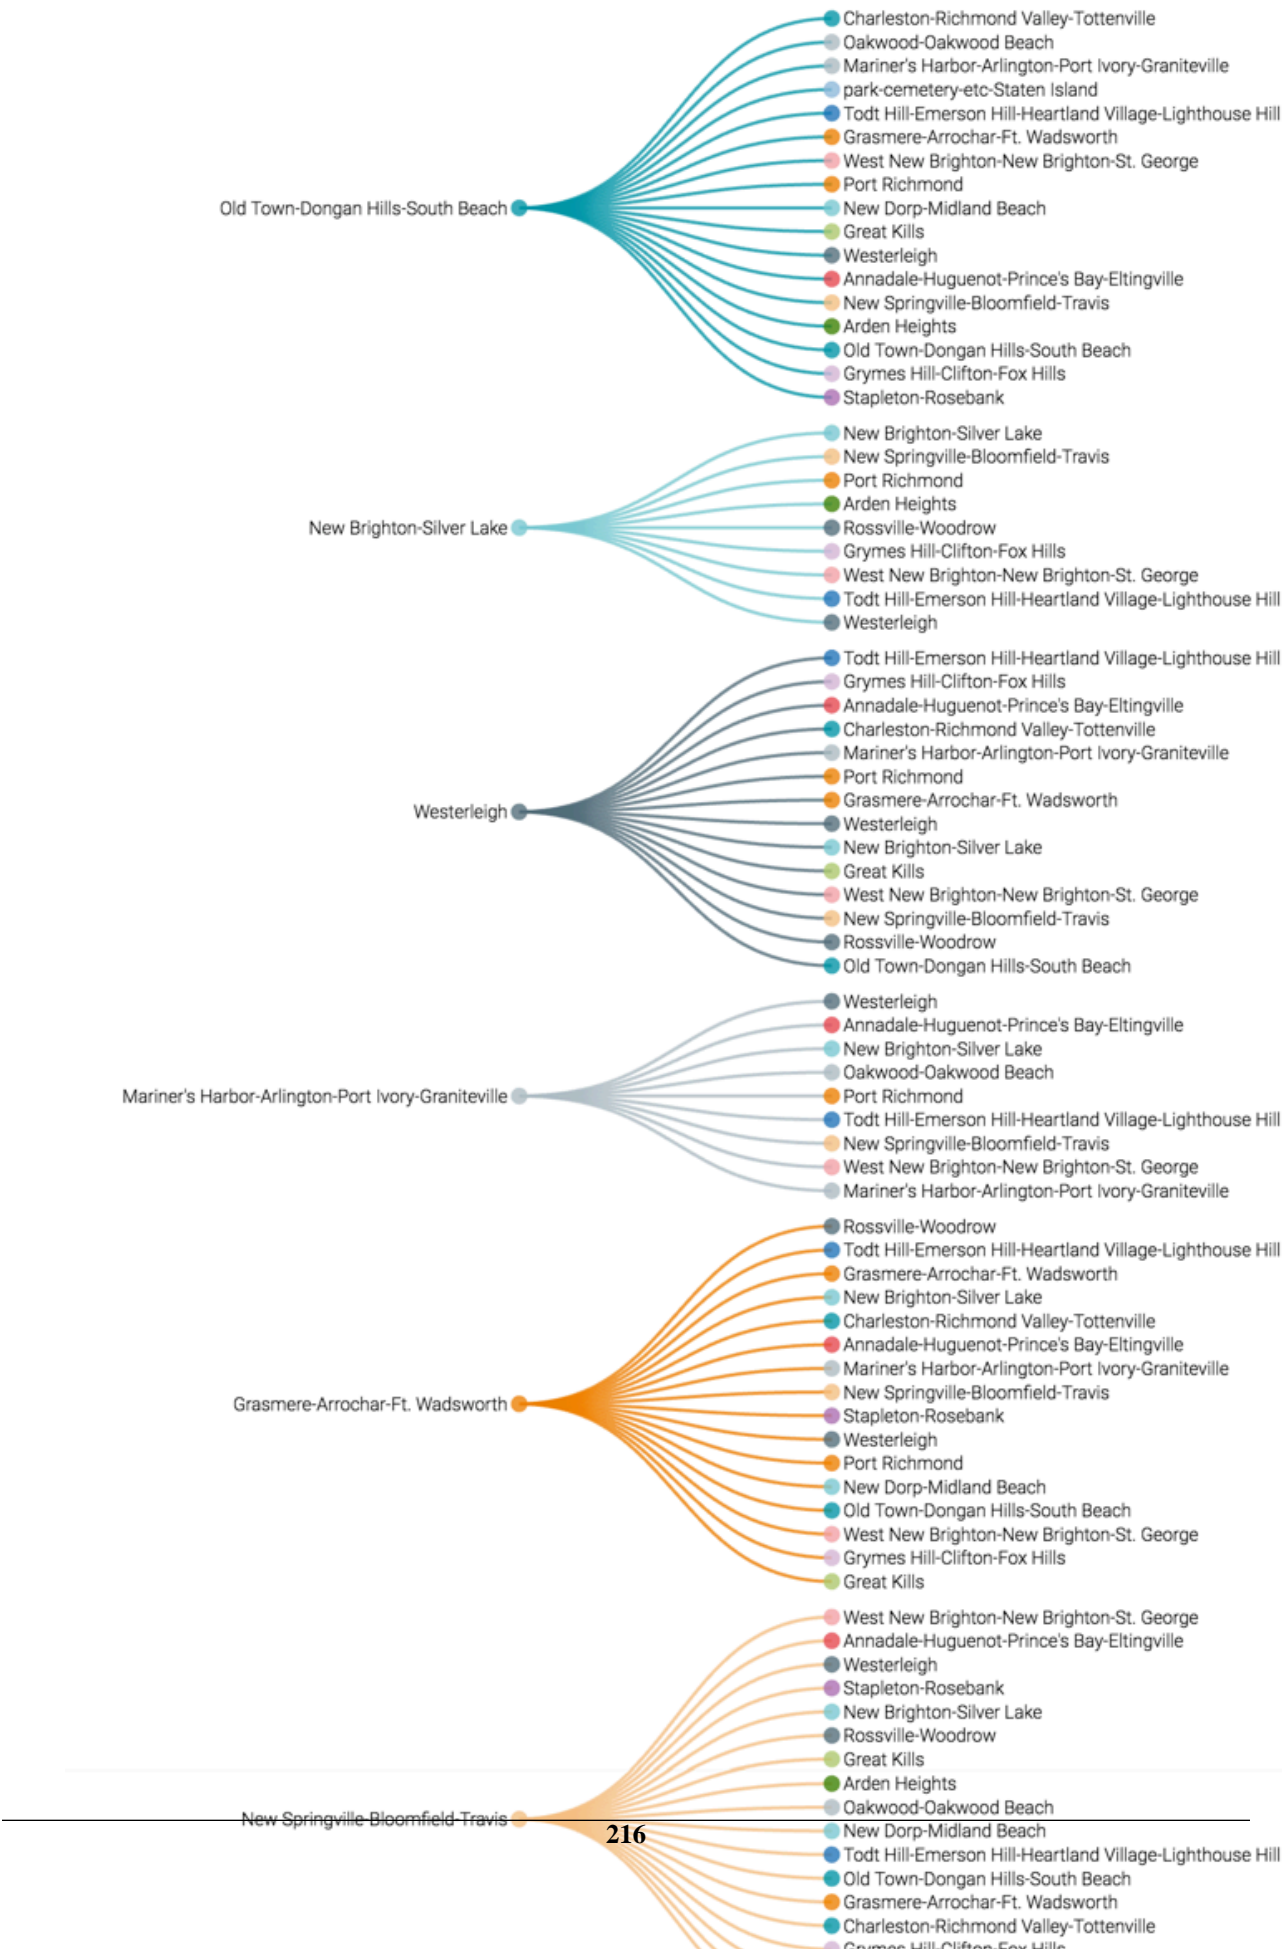 Charleston-Richmond Valley-Tottenville
Oakwood-Oakwood Beach
Mariner's Harbor-Arlington-Port Ivory-Graniteville
park-cemetery-etc-Staten Island
Todt Hill-Emerson Hill-Heartland Village-Lighthouse Hill
Grasmere-Arrochar-Ft. Wadsworth
West New Brighton-New Brighton-St. George
Port Richmond
Old Town-Dongan Hills-South Beach
New Dorp-Midland Beach
Great Kills
Westerleigh
Annadale-Huguenot-Prince's Bay-Eltingville
New Springville-Bloomfield-Travis
Arden Heights
Old Town-Dongan Hills-South Beach
Grymes Hill-Clifton-Fox Hills
Stapleton-Rosebank
New Brighton-Silver Lake
New Springville-Bloomfield-Travis
Port Richmond
Arden Heights
New Brighton-Silver Lake
Rossville-Woodrow
Grymes Hill-Clifton-Fox Hills
West New Brighton-New Brighton-St. George
Todt Hill-Emerson Hill-Heartland Village-Lighthouse Hill
Westerleigh
Todt Hill-Emerson Hill-Heartland Village-Lighthouse Hill
Grymes Hill-Clifton-Fox Hills
Annadale-Huguenot-Prince's Bay-Eltingville
Charleston-Richmond Valley-Tottenville
Mariner's Harbor-Arlington-Port Ivory-Graniteville
Port Richmond
Grasmere-Arrochar-Ft. Wadsworth
Westerleigh
Westerleigh
New Brighton-Silver Lake
Great Kills
West New Brighton-New Brighton-St. George
New Springville-Bloomfield-Travis
Rossville-Woodrow
Old Town-Dongan Hills-South Beach
Westerleigh
Annadale-Huguenot-Prince's Bay-Eltingville
New Brighton-Silver Lake
Oakwood-Oakwood Beach
Mariner's Harbor-Arlington-Port Ivory-Graniteville
Port Richmond
Todt Hill-Emerson Hill-Heartland Village-Lighthouse Hill
New Springville-Bloomfield-Travis
West New Brighton-New Brighton-St. George
Mariner's Harbor-Arlington-Port Ivory-Graniteville
Rossville-Woodrow
Todt Hill-Emerson Hill-Heartland Village-Lighthouse Hill
Grasmere-Arrochar-Ft. Wadsworth
New Brighton-Silver Lake
Charleston-Richmond Valley-Tottenville
Annadale-Huguenot-Prince's Bay-Eltingville
Mariner's Harbor-Arlington-Port Ivory-Graniteville
New Springville-Bloomfield-Travis
Grasmere-Arrochar-Ft. Wadsworth
Stapleton-Rosebank
Westerleigh
Port Richmond
New Dorp-Midland Beach
Old Town-Dongan Hills-South Beach
West New Brighton-New Brighton-St. George
Grymes Hill-Clifton-Fox Hills
Great Kills
West New Brighton-New Brighton-St. George
Annadale-Huguenot-Prince's Bay-Eltingville
Westerleigh
Stapleton-Rosebank
New Brighton-Silver Lake
Rossville-Woodrow
Great Kills
Arden Heights
Oakwood-Oakwood Beach
New Springville-Bloomfield-Travis
New Dorp-Midland Beach
216
Todt Hill-Emerson Hill-Heartland Village-Lighthouse Hill
Old Town-Dongan Hills-South Beach
Grasmere-Arrochar-Ft. Wadsworth
Charleston-Richmond Valley-Tottenville
Grymes Hill-Clifton-Fox Hills